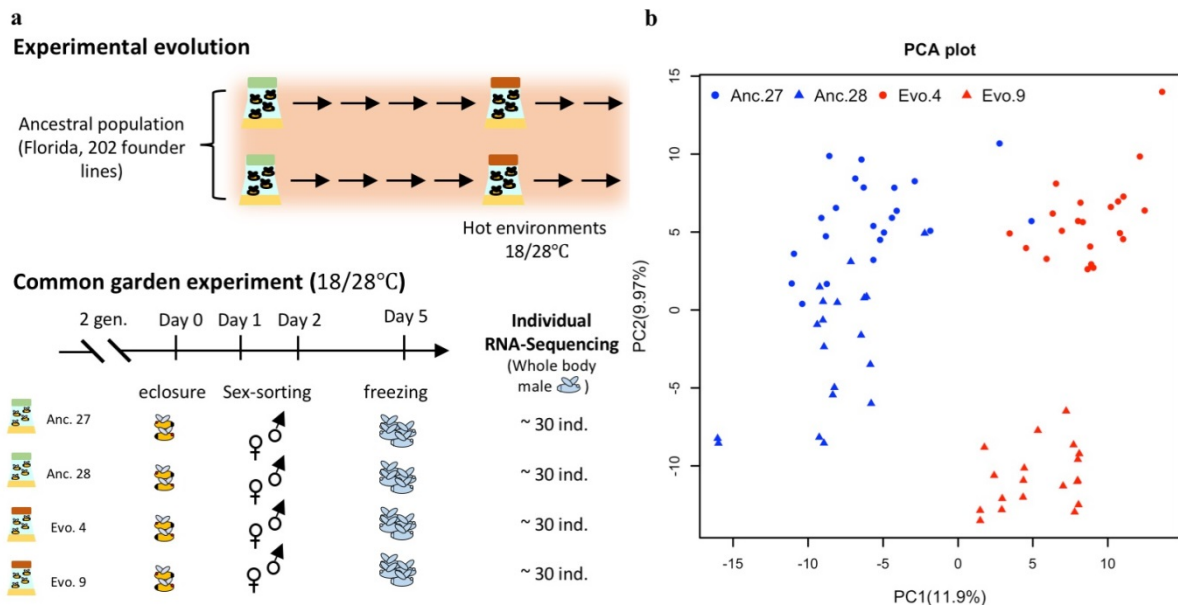 a
Experimental evolution
Ancestral population
(Florida, 202 founder
lines)
Hot environments
18/28℃
Common garden experiment (18/28℃)
2 gen.
Day 0
Day 1
Day 2
Day 5
Individual
RNA-Sequencing
(Whole body
male )
eclosure
Sex-sorting
freezing
Anc. 27
~ 30 ind.
Anc. 28
~ 30 ind.
Evo. 4
~ 30 ind.
Evo. 9
~ 30 ind.
b
PCA plot
Anc.27 Anc.28 Evo.4 Evo.9
PC2(9.97%)
15
10
5
0
-5
-10
-15 -10 -5 0 5 10
PC1(11.9%)